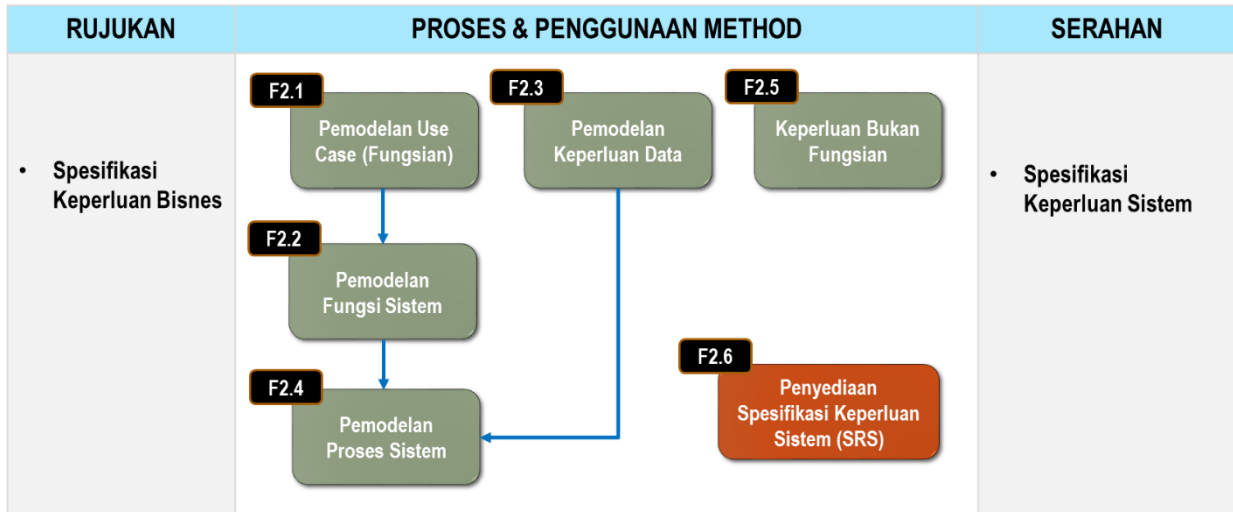 RUJUKAN
PROSES & PENGGUNAAN METHOD
SERAHAN
• Spesifikasi
Keperluan Bisnes
F2.1
Pemodelan Use
Case (Fungsian)
F2.3
Pemodelan
Keperluan Data
F2.5
Keperluan Bukan
Fungsian
F2.2
Pemodelan
Fungsi Sistem
F2.4
Pemodelan
Proses Sistem
F2.6
Penyediaan
Spesifikasi Keperluan
Sistem (SRS)
• Spesifikasi
Keperluan Sistem